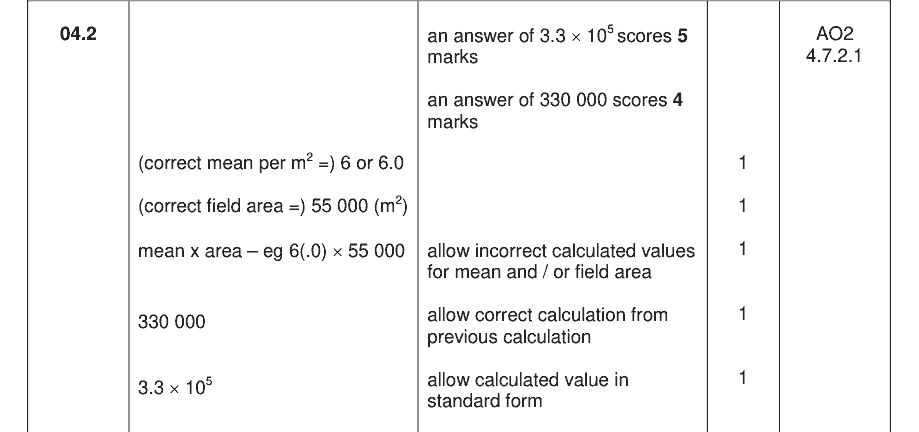 04.2
an answer of 3.3 × 10⁵ scores 5
marks
AO2
4.7.2.1
an answer of 330 000 scores 4
marks
(correct mean per m² =) 6 or 6.0
1
(correct field area =) 55 000 (m²)
1
mean x area – eg 6(.0) × 55 000
allow incorrect calculated values
for mean and / or field area
1
330 000
allow correct calculation from
previous calculation
1
3.3 × 10⁵
allow calculated value in
standard form
1